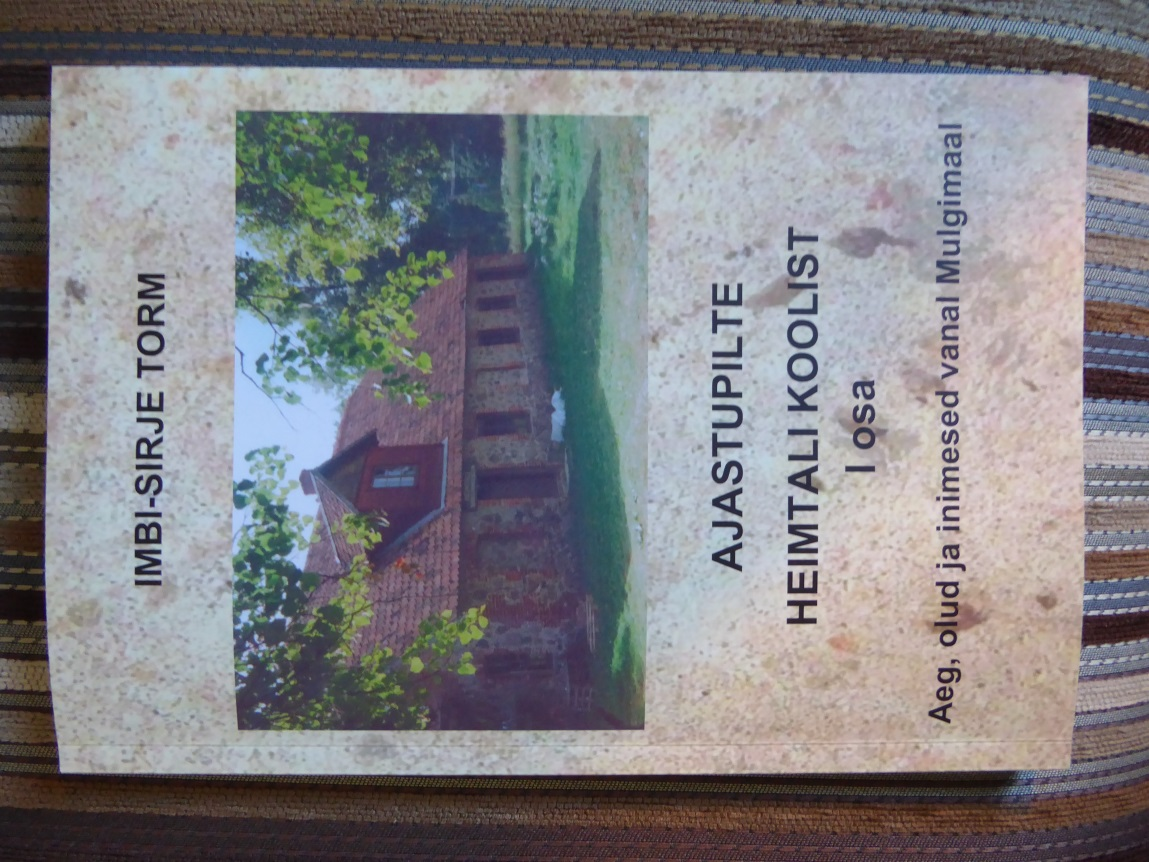 IMBI-SIRJE TORM
AJASTUPILTE
HEIMTALI KOOLIST
I osa
Aeg, olud ja inimesed vanal Mulgimaal